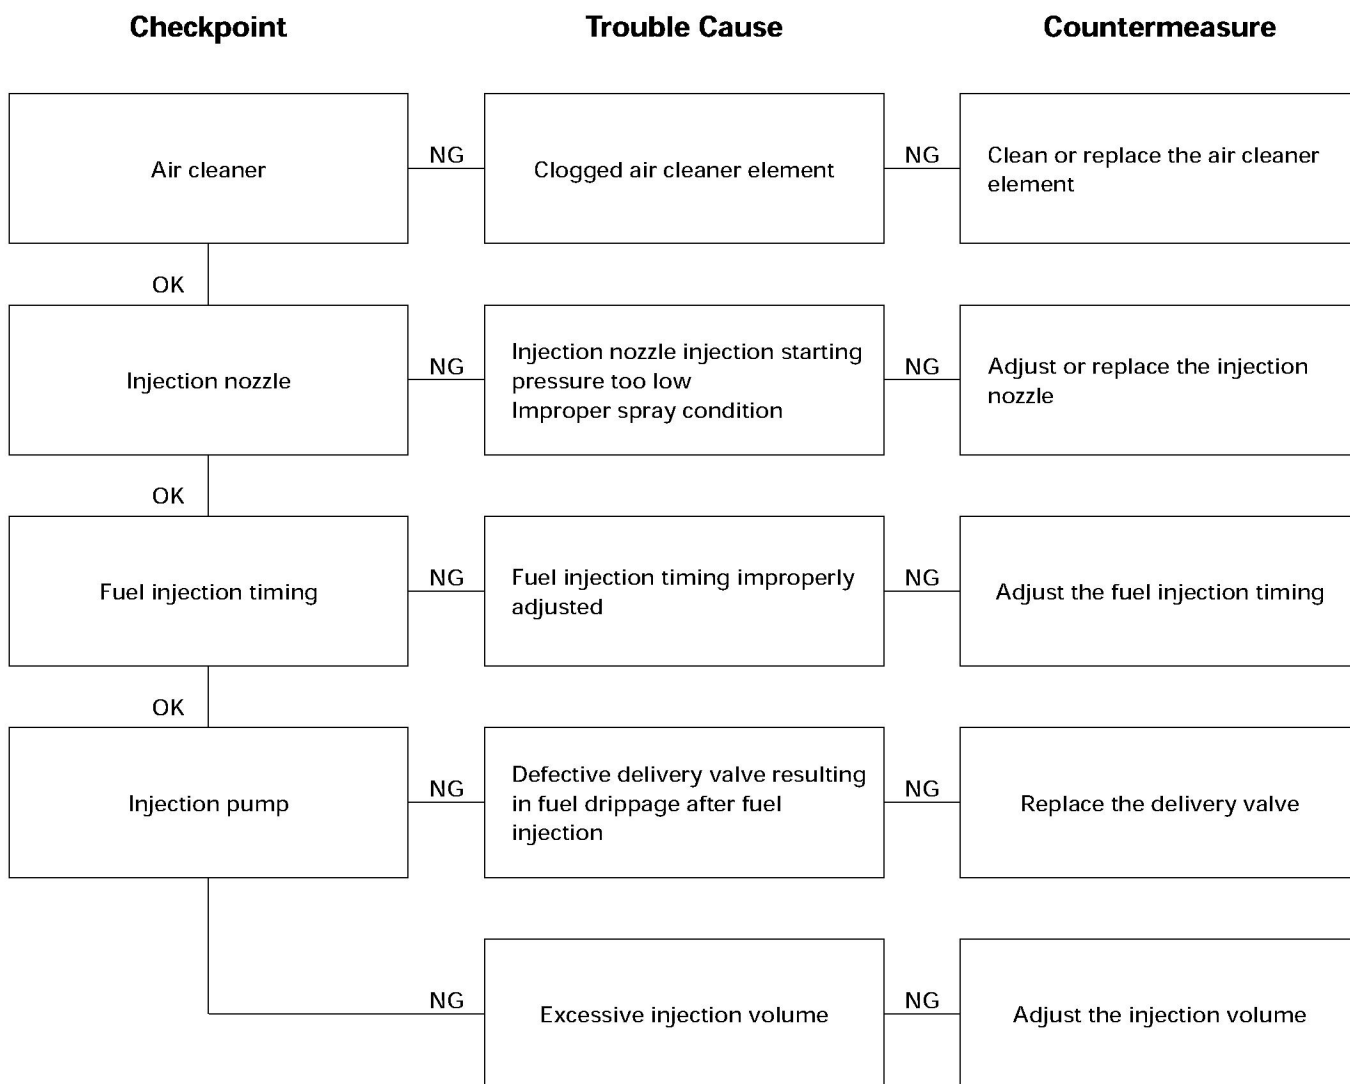 Checkpoint
Trouble Cause
Countermeasure
Air cleaner
NG
Clogged air cleaner element
NG
Clean or replace the air cleaner
element
OK
Injection nozzle
NG
Injection nozzle injection starting
pressure too low
Improper spray condition
NG
Adjust or replace the injection
nozzle
OK
Fuel injection timing
NG
Fuel injection timing improperly
adjusted
NG
Adjust the fuel injection timing
OK
Injection pump
NG
Defective delivery valve resulting
in fuel drippage after fuel
injection
NG
Replace the delivery valve
NG
Excessive injection volume
NG
Adjust the injection volume